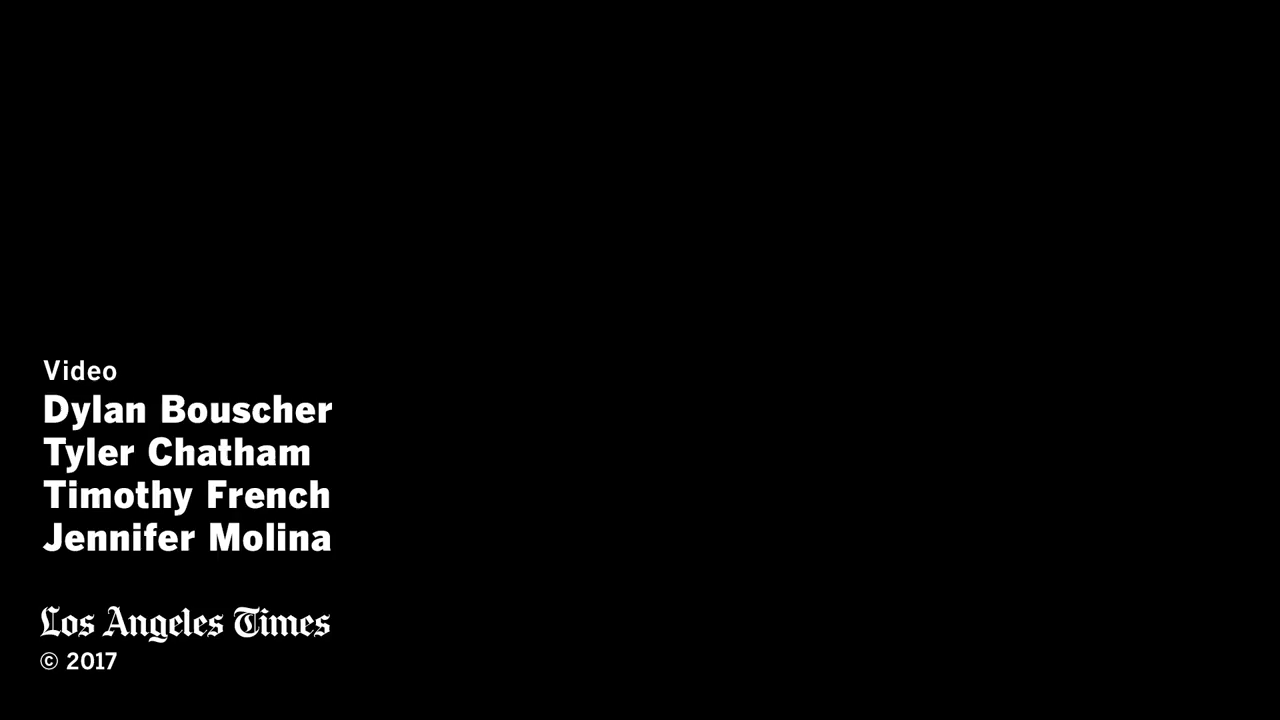 Video
Dylan Bouscher
Tyler Chatham
Timothy French
Jennifer Molina
Los Angeles Times
© 2017